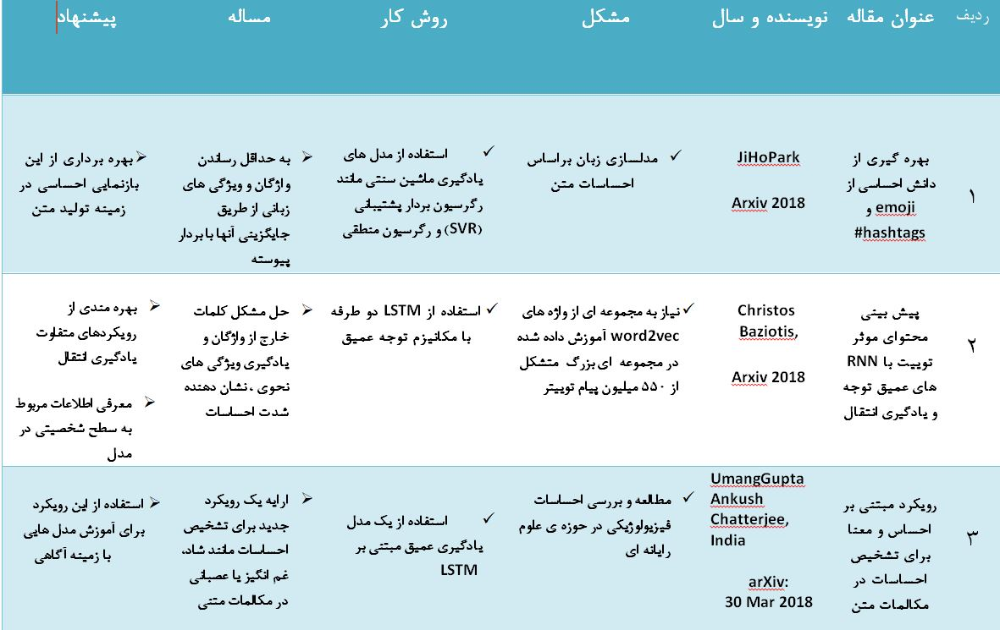 ردیف
عنوان مقاله
نویسنده و سال
مشکل
روش کار
مساله
پیشنهاد
۱
بهره گیری از
دانش احساسی از
emoji و
#hashtags
JiHoPark
Arxiv 2018
✓ مدلسازی زبان براساس
احساسات متن
✓ استفاده از مدل های
یادگیری ماشین سنتی مانند
رگرسیون بردار پشتیبانی
(SVR) و رگرسیون منطقی
➢ به حداقل رساندن
واژگان و ویژگی های
زبانی از طریق
جایگزینی آنها با بردار
پیوسته
➢ بهره برداری از این
بازنمایی احساسی در
زمینه تولید متن
۲
پیش بینی
محتوای موثر
توییت با RNN
های عمیق توجه
و یادگیری انتقال
Christos
Baziotis,
Arxiv 2018
✓ نیاز به مجموعه ای از واژه های
word2vec آموزش داده شده
در مجموعه ای بزرگ متشکل
از ۵۵۰ میلیون پیام توییتر
✓ استفاده از LSTM دو طرفه
با مکانیزم توجه عمیق
➢ حل مشکل کلمات
خارج از واژگان و
یادگیری ویژگی های
نحوی ، نشان دهنده
شدت احساسات
➢ بهره مندی از
رویکردهای متفاوت
یادگیری انتقال
➢ معرفی اطلاعات مربوط
به سطح شخصیتی در
مدل
۳
رویکرد مبتنی بر
احساس و معنا
برای تشخیص
احساسات در
مکالمات متن
UmangGupta
Ankush
Chatterjee,
India
arXiv:
30 Mar 2018
✓ مطالعه و بررسی احساسات
فیزیولوژیکی در حوزه ی علوم
رایانه ای
✓ استفاده از یک مدل
یادگیری عمیق مبتنی بر
LSTM
➢ ارایه یک رویکرد
جدید برای تشخیص
احساسات مانند شاد،
غم انگیز یا عصبانی
در مکالمات متنی
➢ استفاده از این رویکرد
برای آموزش مدل هایی
با زمینه آگاهی